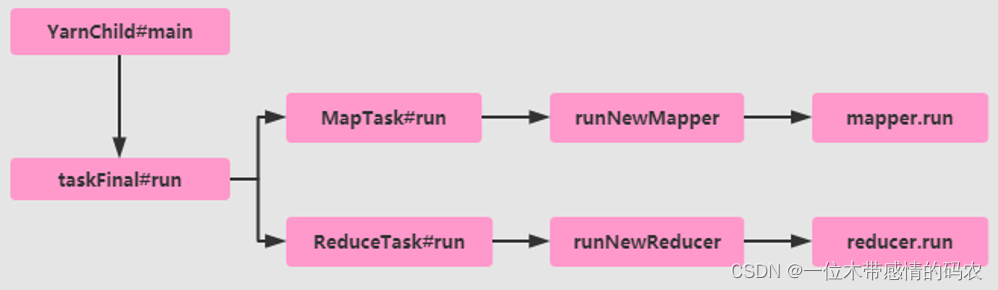 YarnChild#main
MapTask#run
runNewMapper
mapper.run
taskFinal#run
ReduceTask#run
runNewReducer
reducer.run
CSDN @一位木带感情的码农